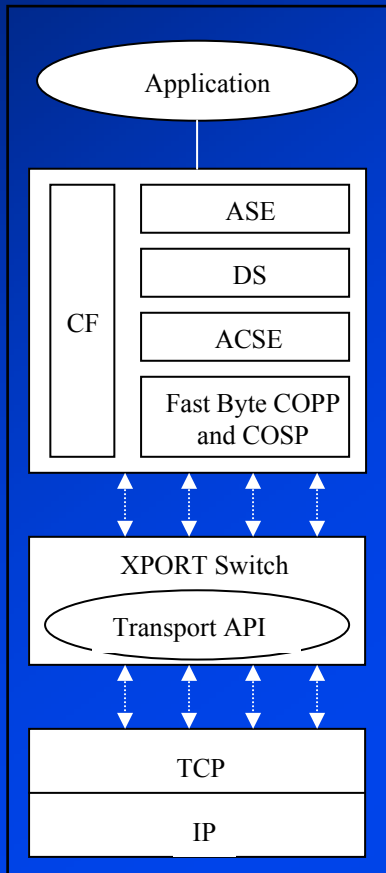 Application
ASE
DS
CF
ACSE
Fast Byte COPP
and COSP
XPORT Switch
Transport API
TCP
IP